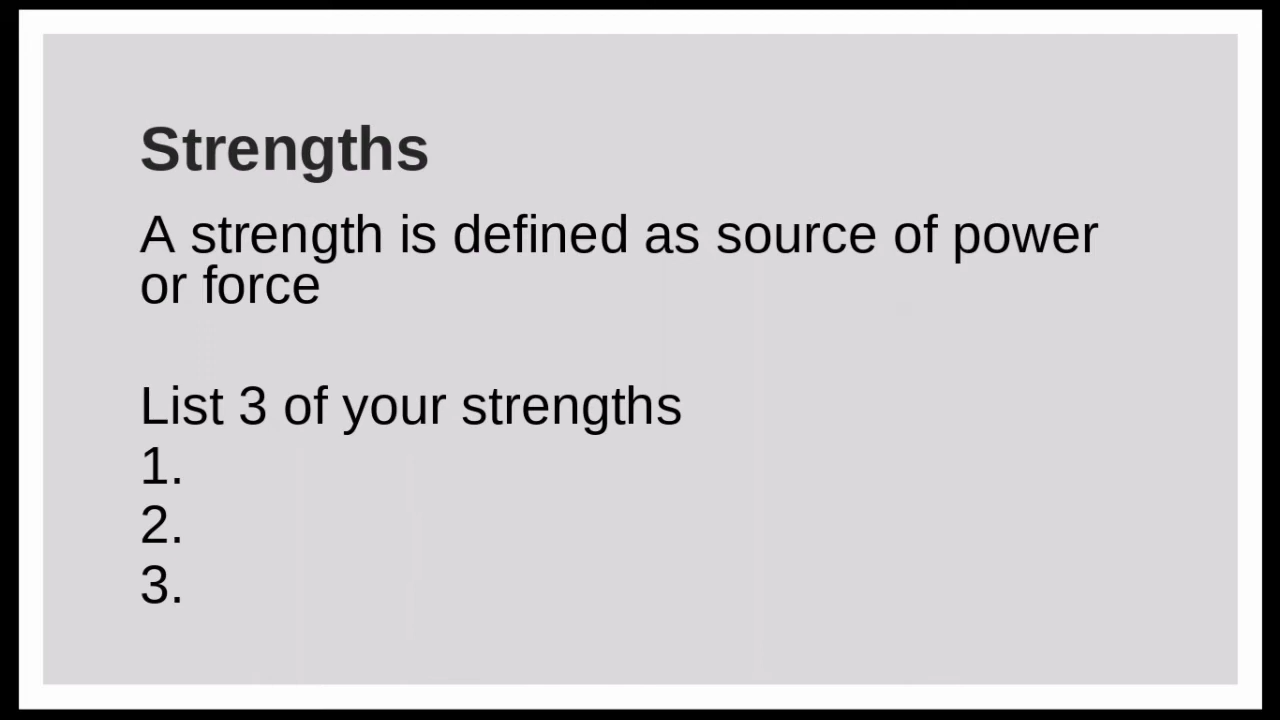 Strengths
A strength is defined as source of power
or force
List 3 of your strengths
1.
2.
3.